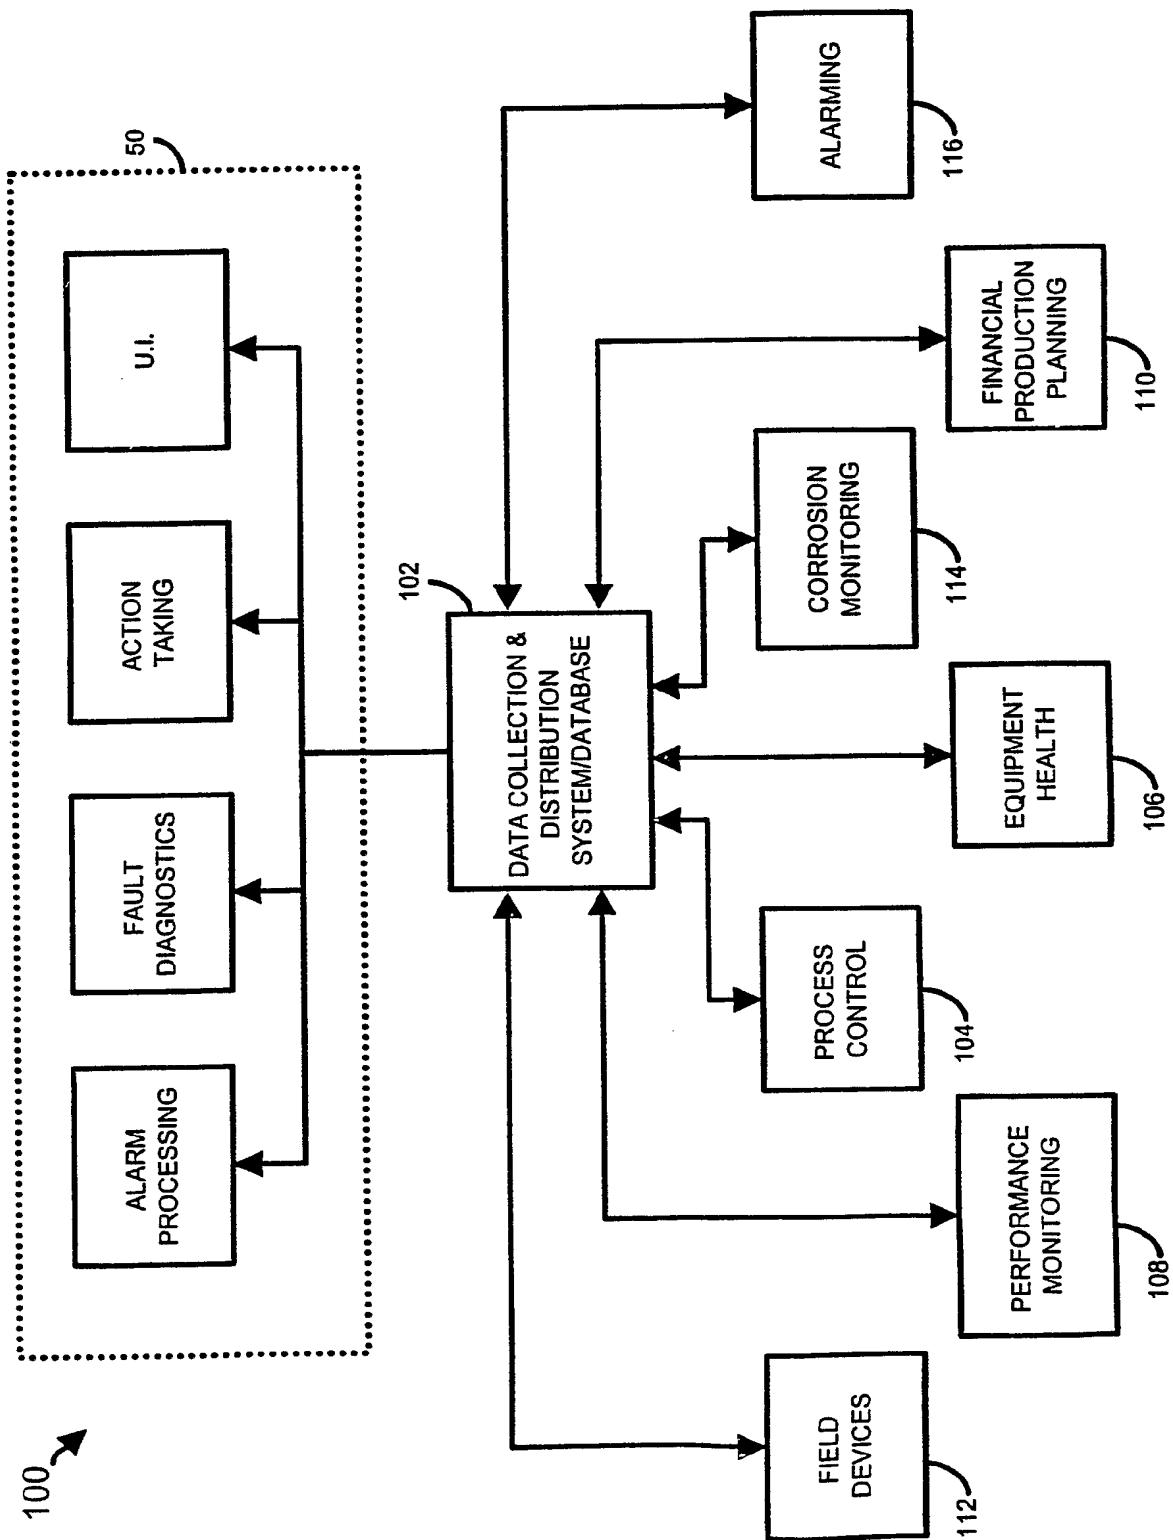 100
50
ALARM
PROCESSING
FAULT
DIAGNOSTICS
ACTION
TAKING
U.I.
102
DATA COLLECTION &
DISTRIBUTION
SYSTEM/DATABASE
FIELD
DEVICES
112
PERFORMANCE
MONITORING
108
PROCESS
CONTROL
104
EQUIPMENT
HEALTH
106
CORROSION
MONITORING
114
FINANCIAL
PRODUCTION
PLANNING
110
ALARMING
116